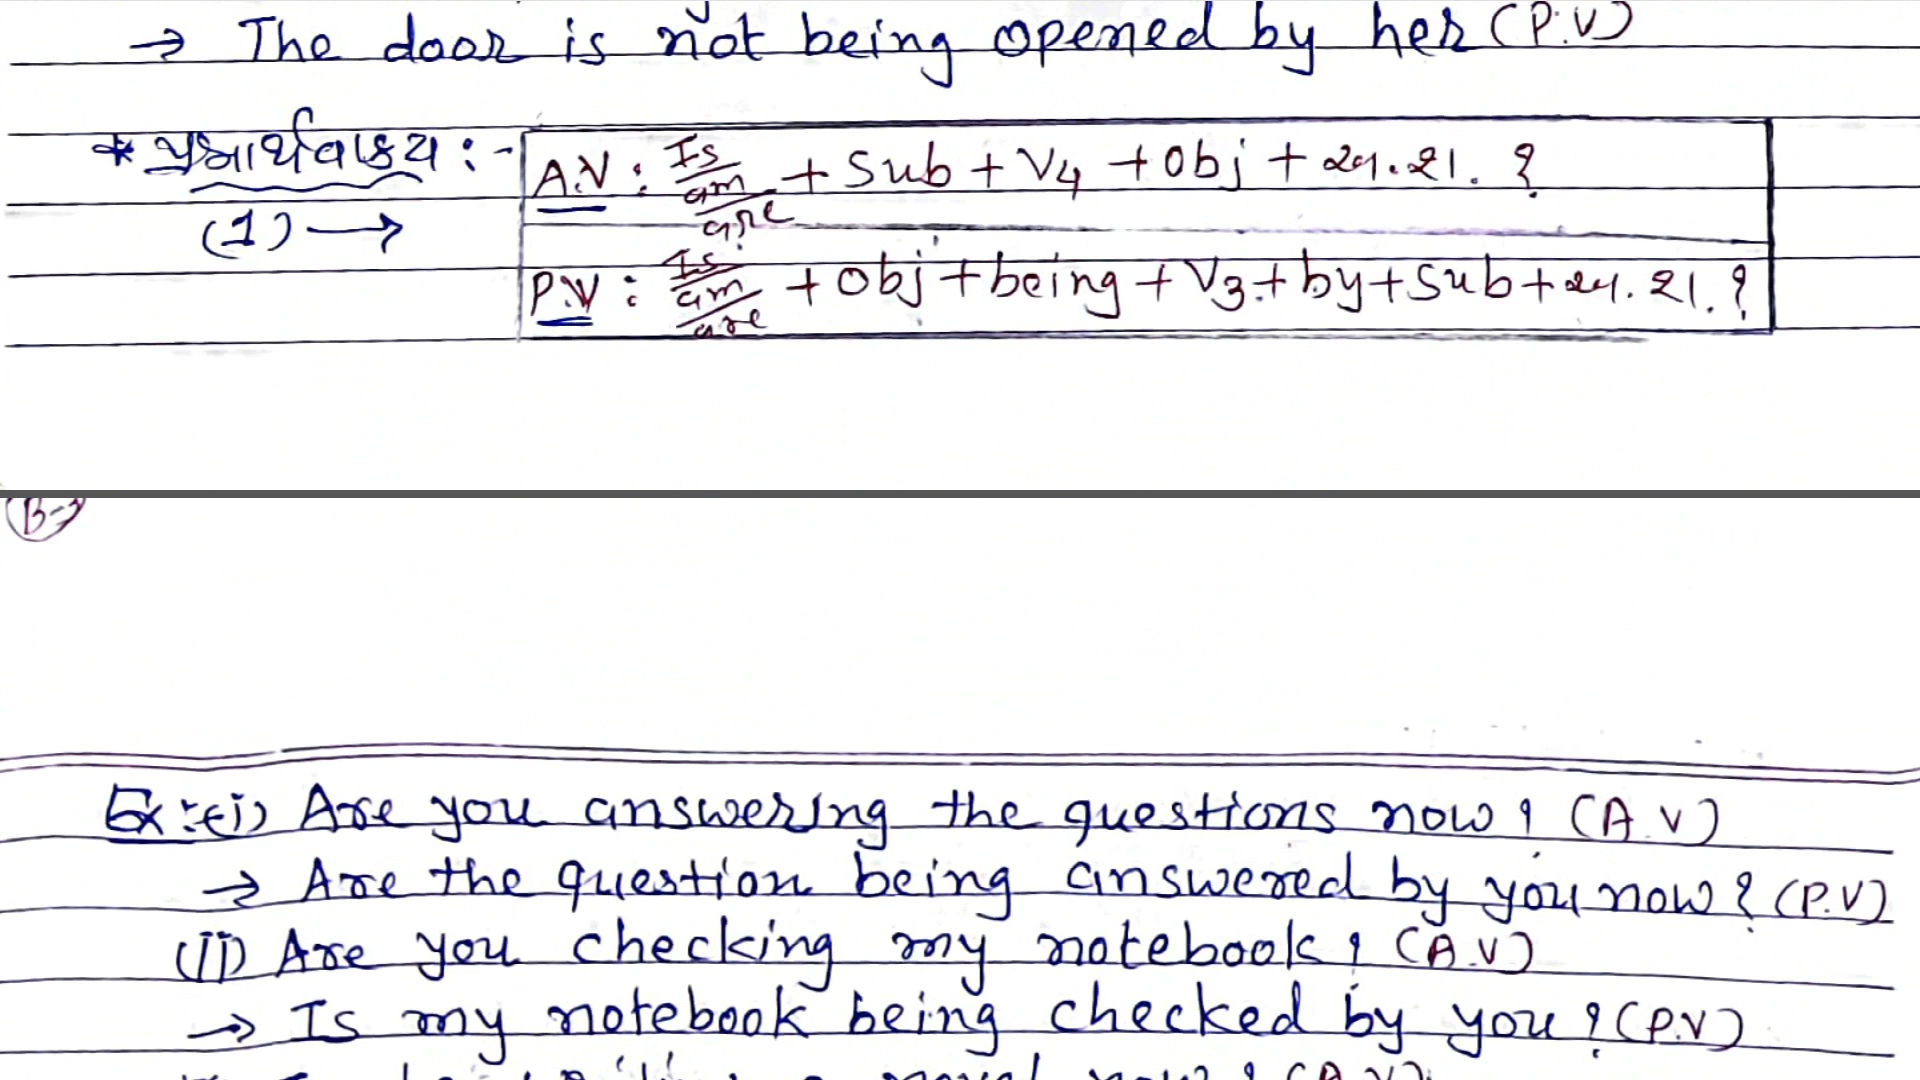 → The door is not being opened by her (P.V)
* પ્રશ્નાર્થવાક્ય :-
A.V : Is/am/are + Sub + V4 + Obj + અ.શ. ?
(1) →
P.V : Is/am/are + Obj + being + V3 + by + Sub + અ. શ. ?
Ex :- (i) Are you answering the questions now ? (A.V)
→ Are the question being answered by you now ? (P.V)
(ii) Are you checking my notebook ? (A.V)
→ Is my notebook being checked by you ? (P.V)